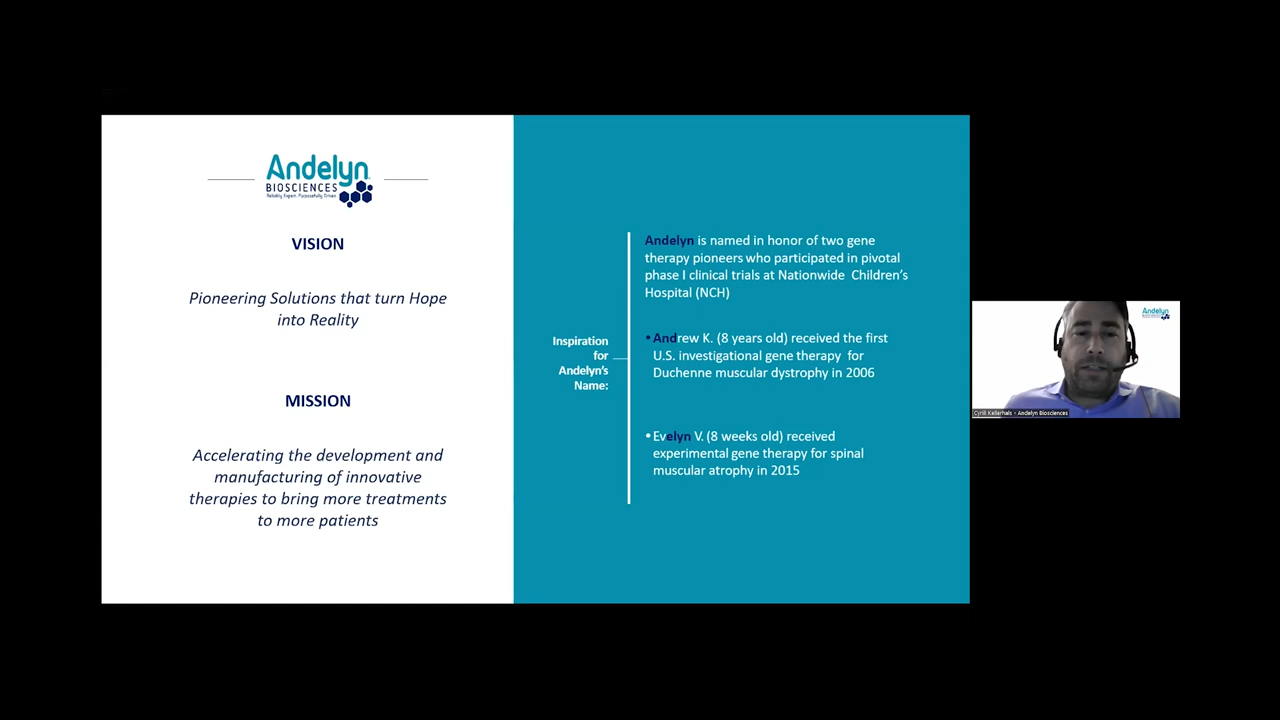 Andelyn
BIOSCIENCES
Reliably Expert. Purposefully Driven.
VISION
Pioneering Solutions that turn Hope
into Reality
MISSION
Accelerating the development and
manufacturing of innovative
therapies to bring more treatments
to more patients
Inspiration
for
Andelyn's
Name:
Andelyn is named in honor of two gene
therapy pioneers who participated in pivotal
phase I clinical trials at Nationwide Children's
Hospital (NCH)
• Andrew K. (8 years old) received the first
U.S. investigational gene therapy for
Duchenne muscular dystrophy in 2006
• Evelyn V. (8 weeks old) received
experimental gene therapy for spinal
muscular atrophy in 2015
Andelyn
Cyrill Kellerhals - Andelyn Biosciences